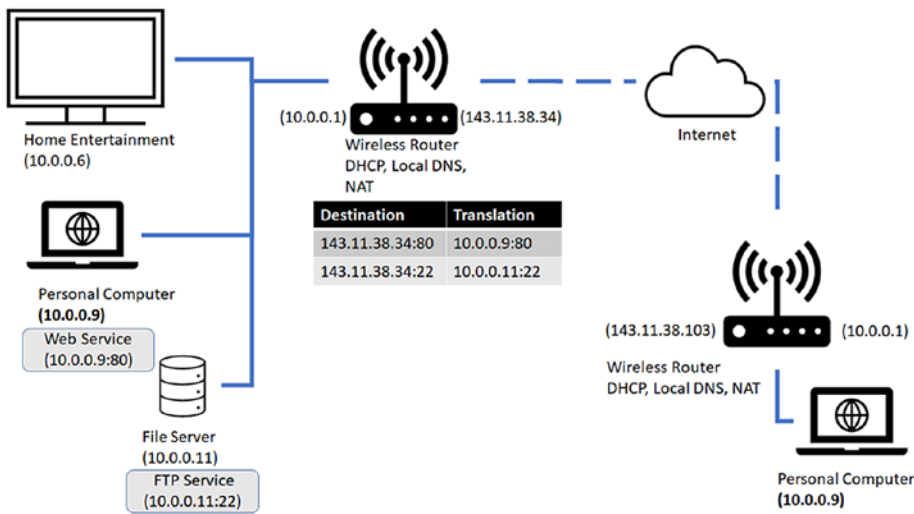 Home Entertainment
(10.0.0.6)
Personal Computer
(10.0.0.9)
Web Service
(10.0.0.9:80)
File Server
(10.0.0.11)
FTP Service
(10.0.0.11:22)
(10.0.0.1)
(143.11.38.34)
Wireless Router
DHCP, Local DNS,
NAT
Destination Translation
143.11.38.34:80 10.0.0.9:80
143.11.38.34:22 10.0.0.11:22
Internet
(143.11.38.103)
(10.0.0.1)
Wireless Router
DHCP, Local DNS, NAT
Personal Computer
(10.0.0.9)